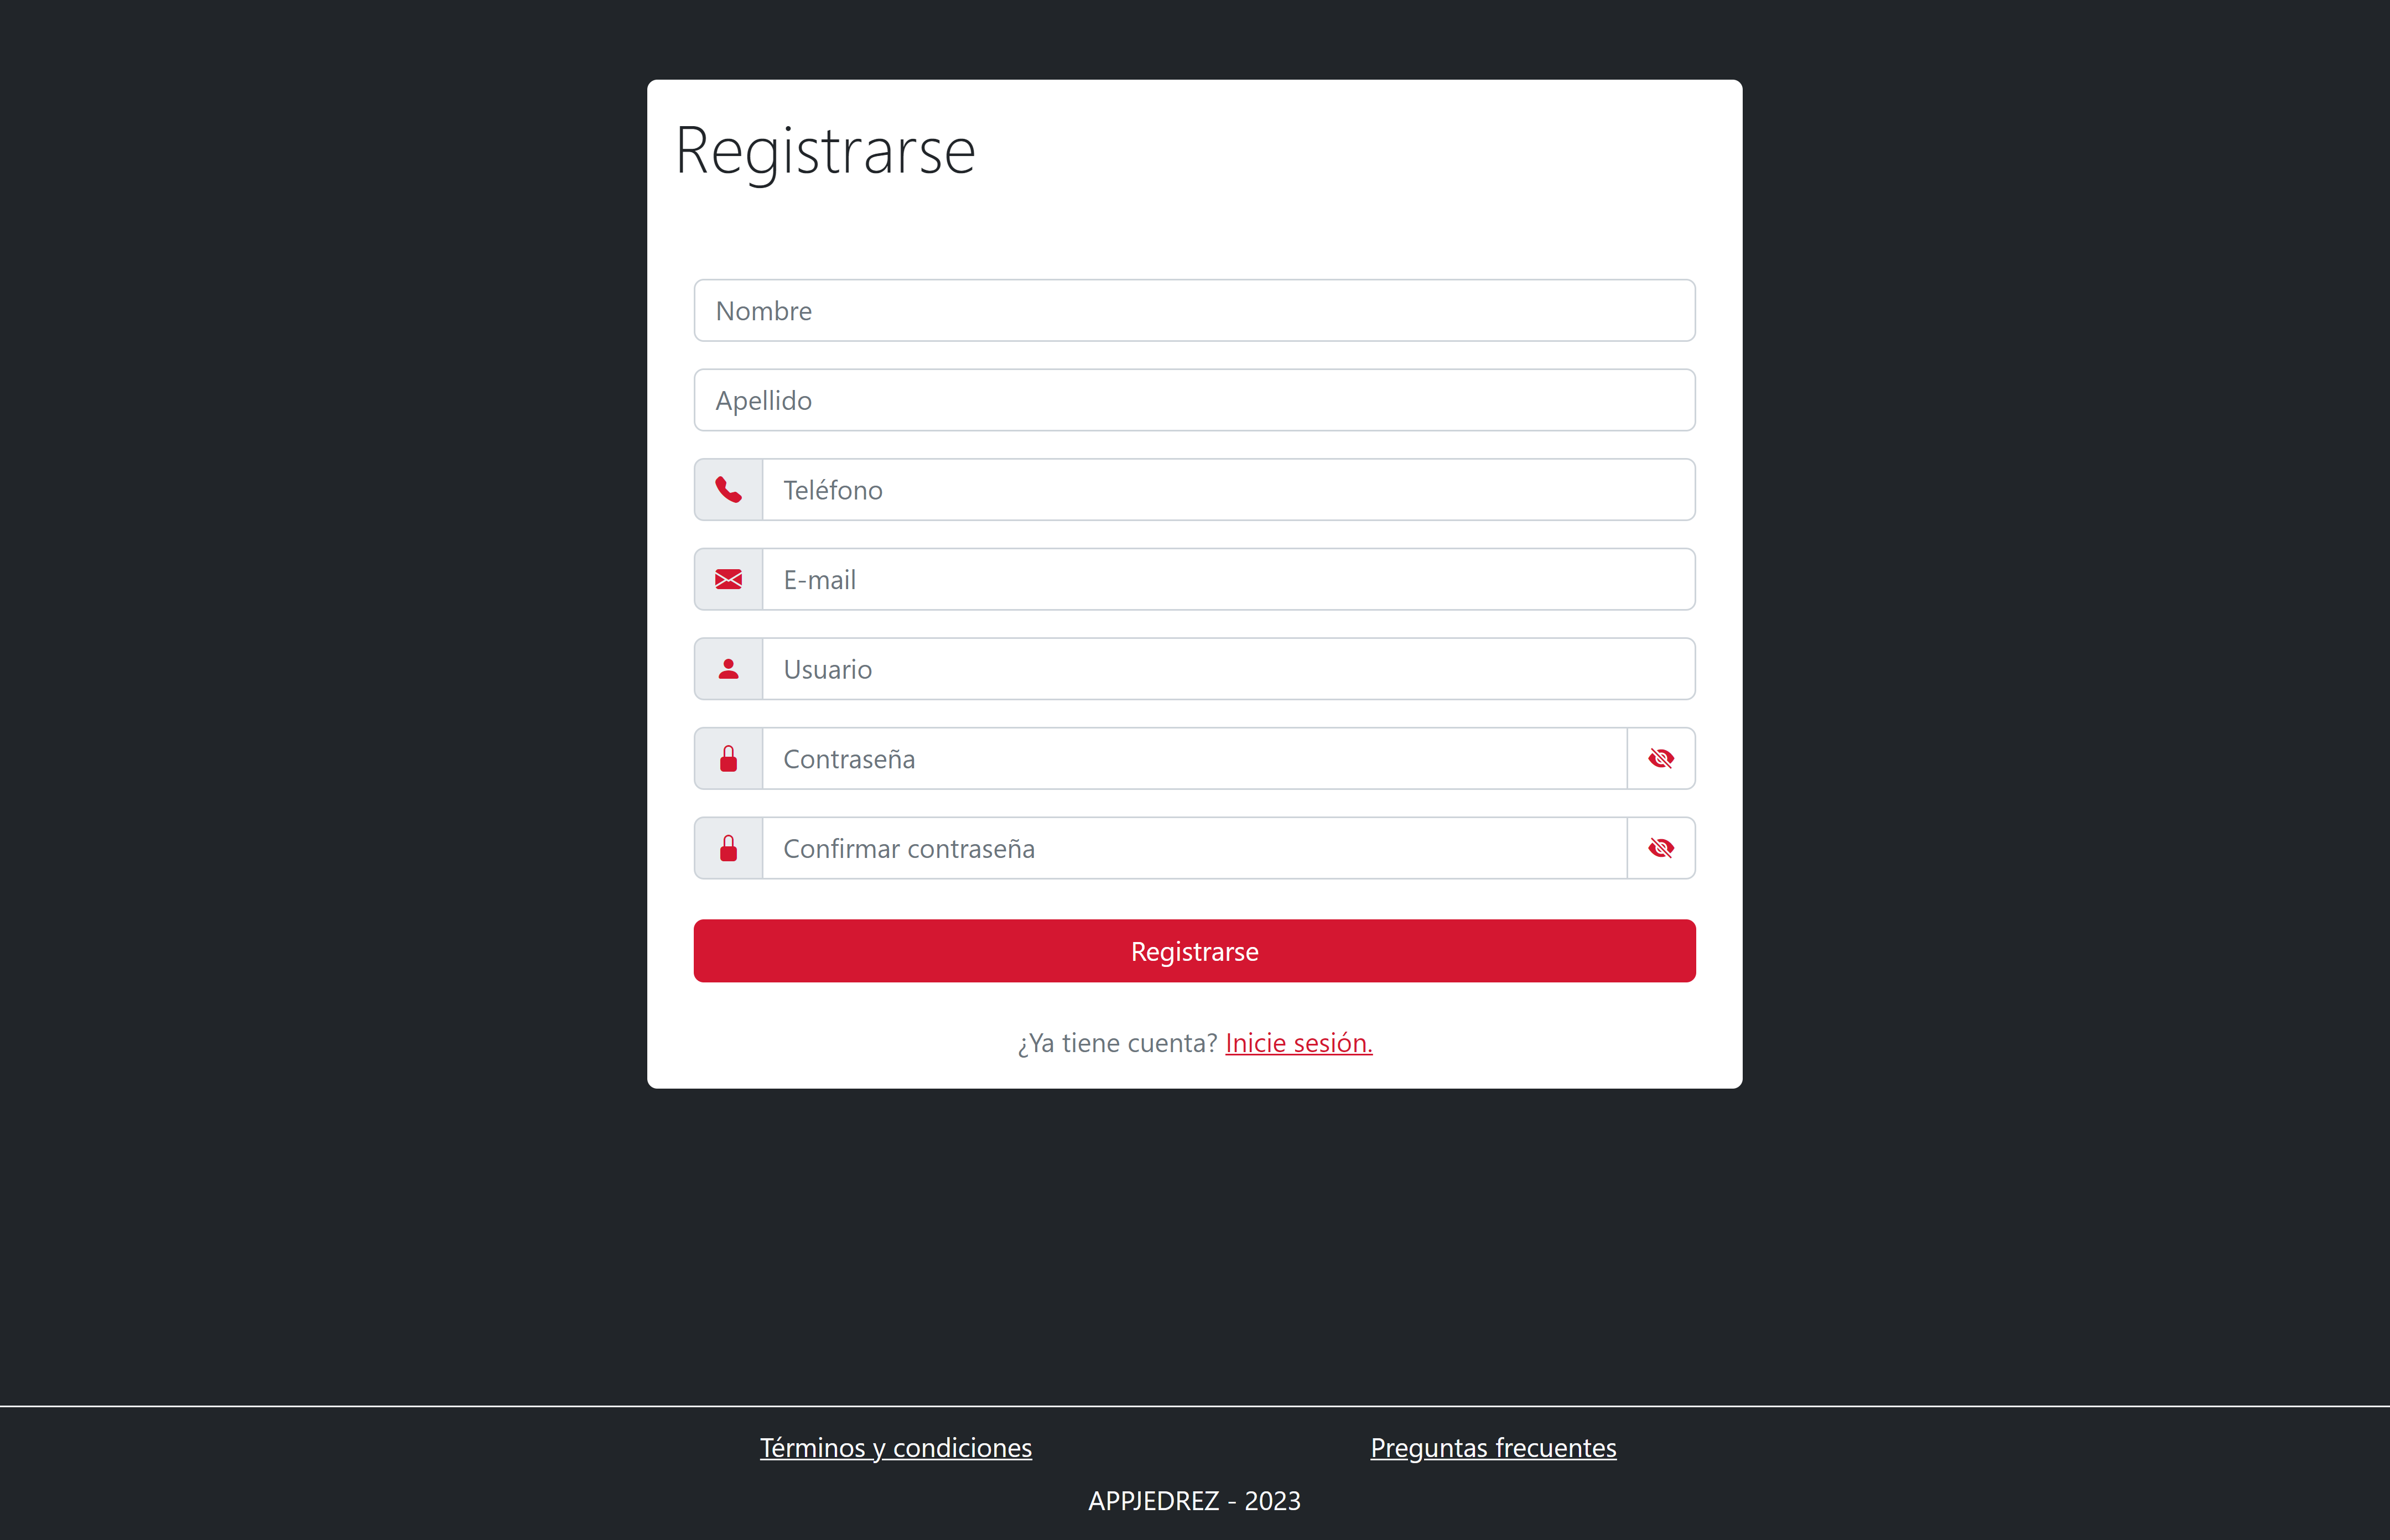 Registrarse
Nombre
Apellido
Teléfono
E-mail
Usuario
Contraseña
Confirmar contraseña
Registrarse
¿Ya tiene cuenta? Inicie sesión.
Términos y condiciones Preguntas frecuentes
APPJEDREZ - 2023